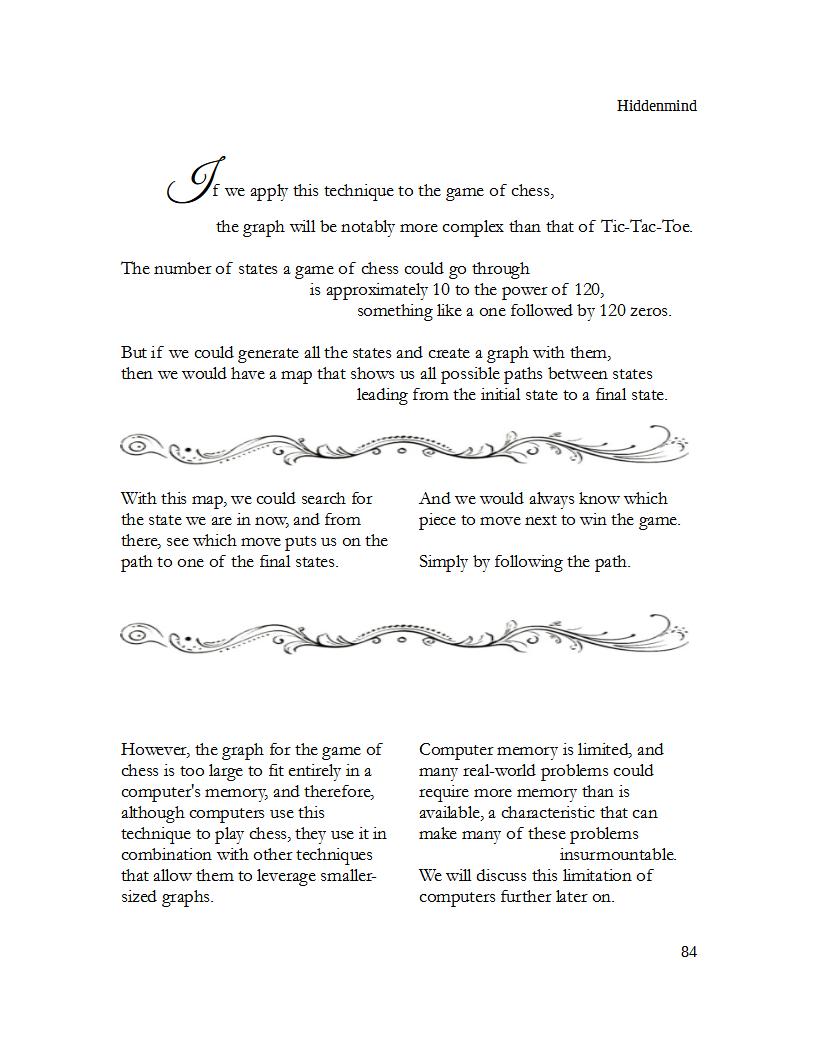 Hiddenmind
If we apply this technique to the game of chess,
the graph will be notably more complex than that of Tic-Tac-Toe.
The number of states a game of chess could go through
is approximately 10 to the power of 120,
something like a one followed by 120 zeros.
But if we could generate all the states and create a graph with them,
then we would have a map that shows us all possible paths between states
leading from the initial state to a final state.
With this map, we could search for
the state we are in now, and from
there, see which move puts us on the
path to one of the final states.
And we would always know which
piece to move next to win the game.
Simply by following the path.
However, the graph for the game of
chess is too large to fit entirely in a
computer's memory, and therefore,
although computers use this
technique to play chess, they use it in
combination with other techniques
that allow them to leverage smaller-
sized graphs.
Computer memory is limited, and
many real-world problems could
require more memory than is
available, a characteristic that can
make many of these problems
insurmountable.
We will discuss this limitation of
computers further later on.
84